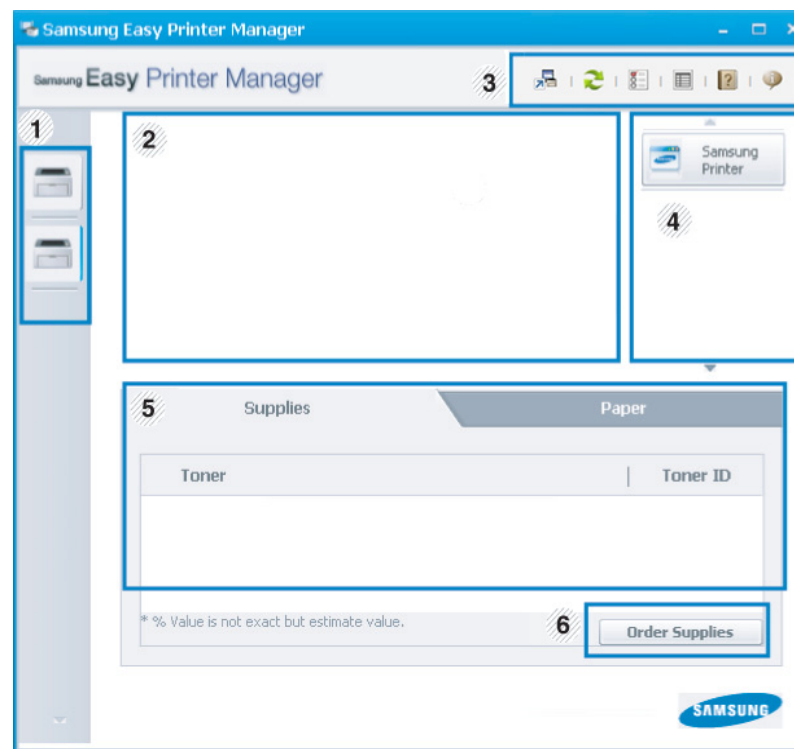 Samsung Easy Printer Manager
Samsung Easy Printer Manager
3
1
2
Samsung
Printer
4
5
Supplies
Paper
Toner
Toner ID
* % Value is not exact but estimate value.
6
Order Supplies
SAMSUNG